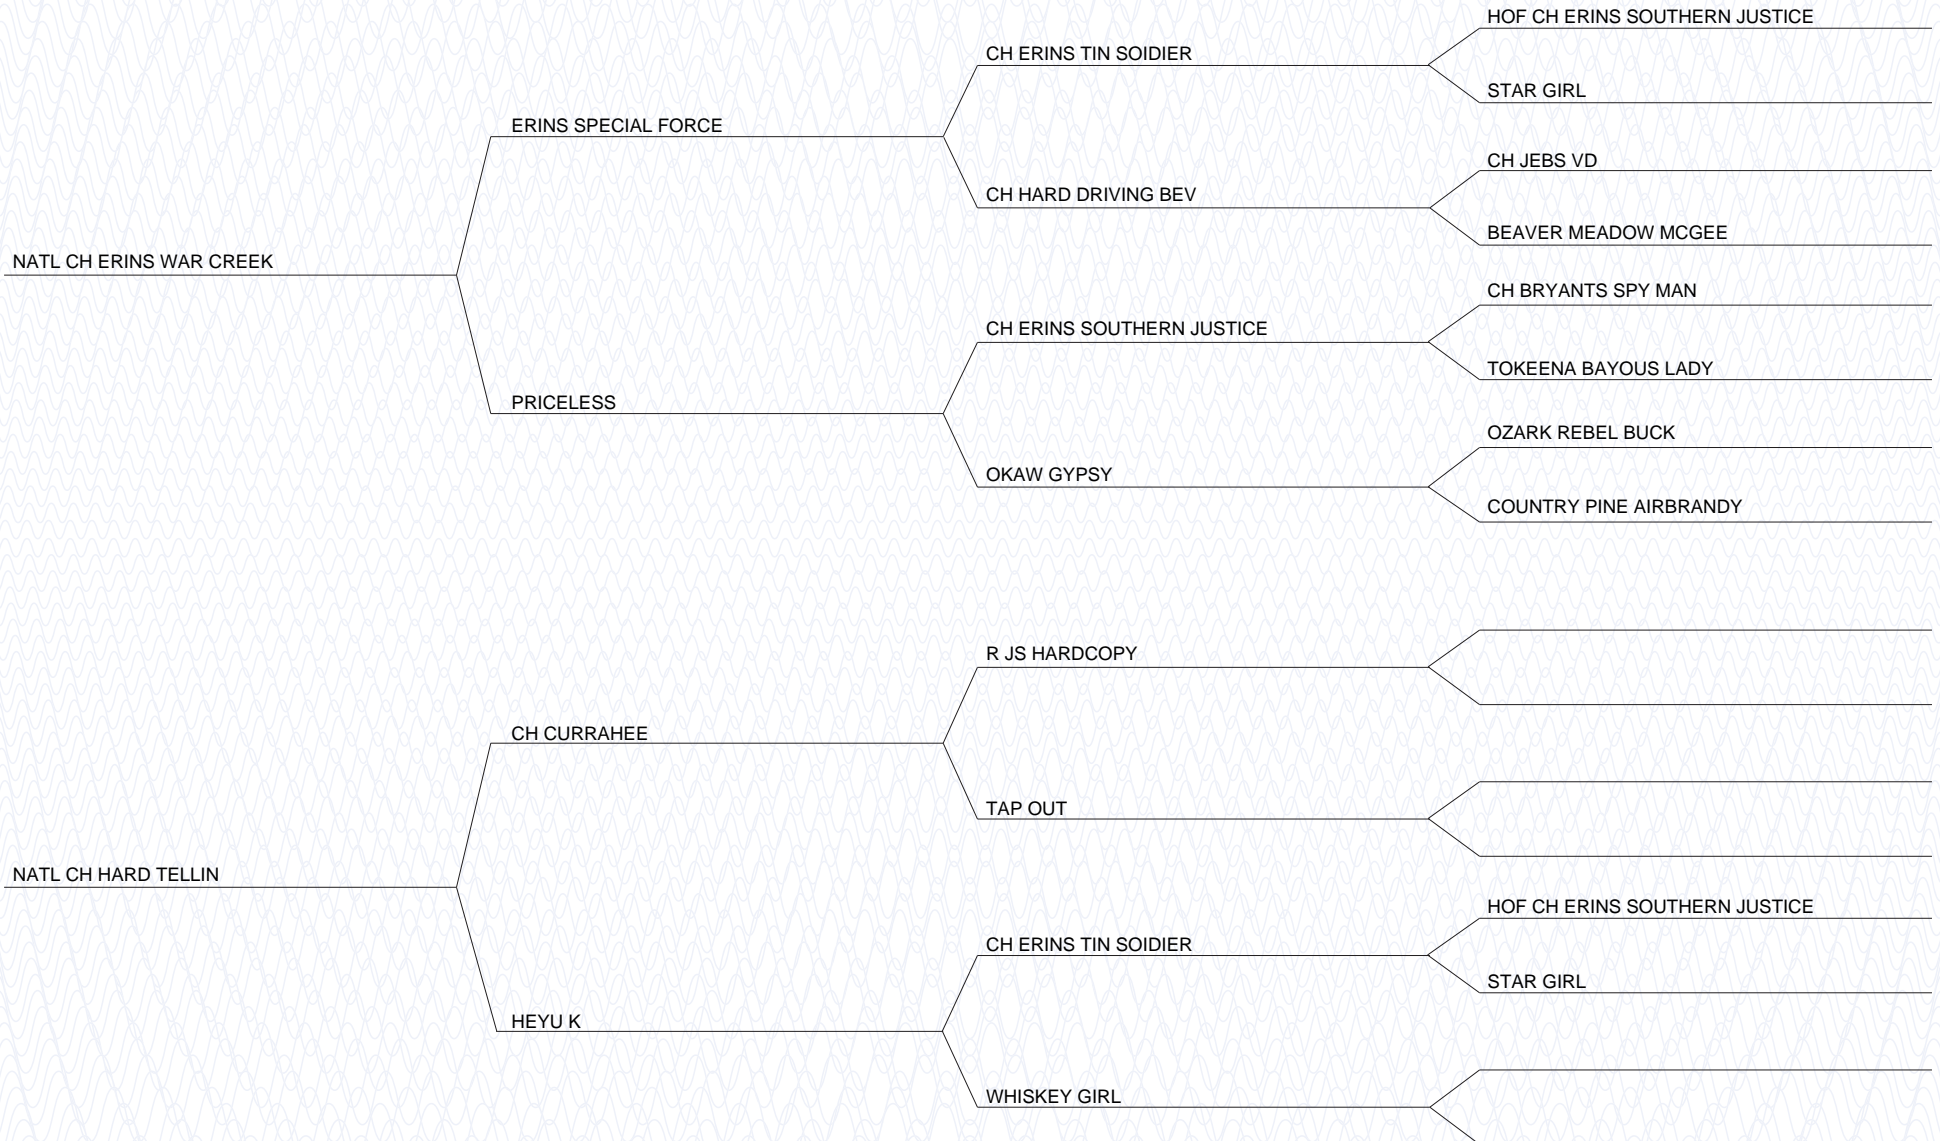 HOF CH ERINS SOUTHERN JUSTICE
CH ERINS TIN SOIDIER
STAR GIRL
ERINS SPECIAL FORCE
CH JEBS VD
CH HARD DRIVING BEV
BEAVER MEADOW MCGEE
NATL CH ERINS WAR CREEK
CH BRYANTS SPY MAN
CH ERINS SOUTHERN JUSTICE
TOKEENA BAYOUS LADY
PRICELESS
OZARK REBEL BUCK
OKAW GYPSY
COUNTRY PINE AIRBRANDY
R JS HARDCOPY
CH CURRAHEE
TAP OUT
NATL CH HARD TELLIN
HOF CH ERINS SOUTHERN JUSTICE
CH ERINS TIN SOIDIER
STAR GIRL
HEYU K
WHISKEY GIRL